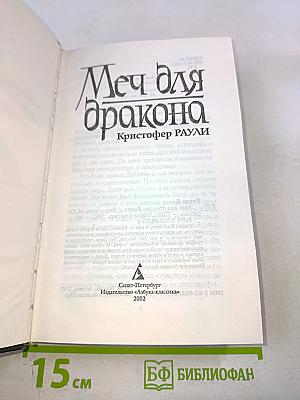 Меч для
дракона
Кристофер РАУЛИ
Санкт-Петербург
Издательство «Азбука-классика»
2002
15 см
БФ БИБЛИОФАН